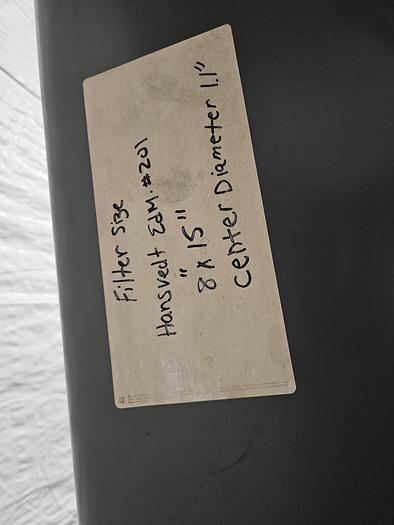 Filter Size
Hansvedt EDM. #201
8" x 15"
Center Diameter 1.1"